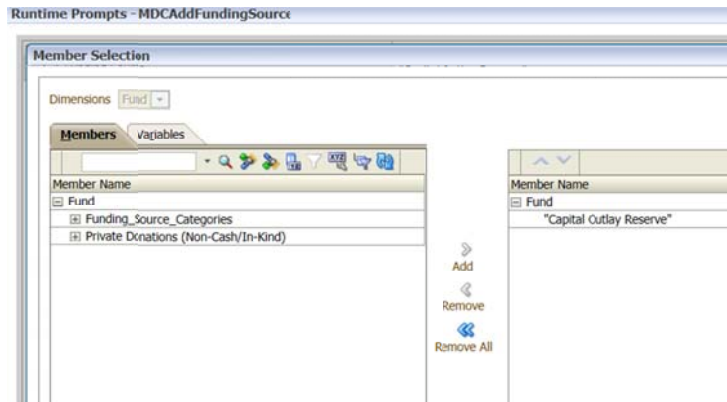 Runtime Prompts - MDCAddFundingSource
Member Selection
Dimensions Fund
Members Variables
Member Name
Fund
Funding_Source_Categories
Private Donations (Non-Cash/In-Kind)
Add
Remove
Remove All
Member Name
Fund
"Capital Outlay Reserve"